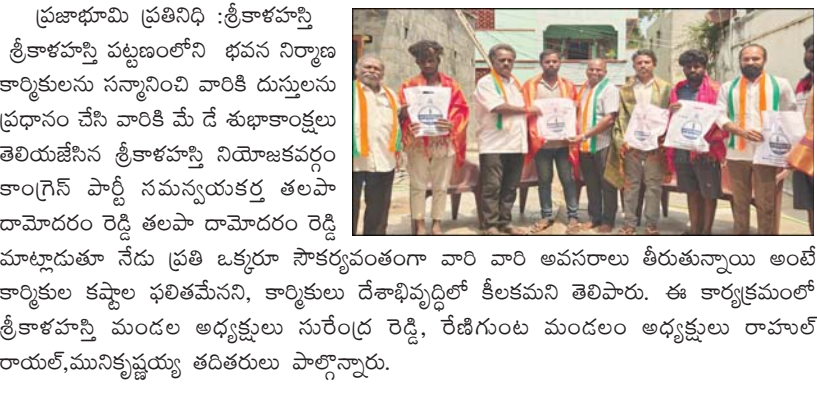 ప్రజాభూమి ప్రతినిధి :శ్రీకాళహస్తి
శ్రీకాళహస్తి పట్టణంలోని భవన నిర్మాణ
కార్మికులను సన్మానించి వారికి దుస్తులను
ప్రధానం చేసి వారికి మే డే శుభాకాంక్షలు
తెలియజేసిన శ్రీకాళహస్తి నియోజకవర్గం
కాంగ్రెస్ పార్టీ సమన్వయకర్త తలపా
దామోదరం రెడ్డి తలపా దామోదరం రెడ్డి
మాట్లాడుతూ నేడు ప్రతి ఒక్కరూ సౌకర్యవంతంగా వారి వారి అవసరాలు తీరుతున్నాయి అంటే
కార్మికుల కష్టాల ఫలితమేనని, కార్మికులు దేశాభివృద్ధిలో కీలకమని తెలిపారు. ఈ కార్యక్రమంలో
శ్రీకాళహస్తి మండల అధ్యక్షులు సురేంద్ర రెడ్డి, రేణిగుంట మండలం అధ్యక్షులు రాహుల్
రాయల్,మునికృష్ణయ్య తదితరులు పాల్గొన్నారు.